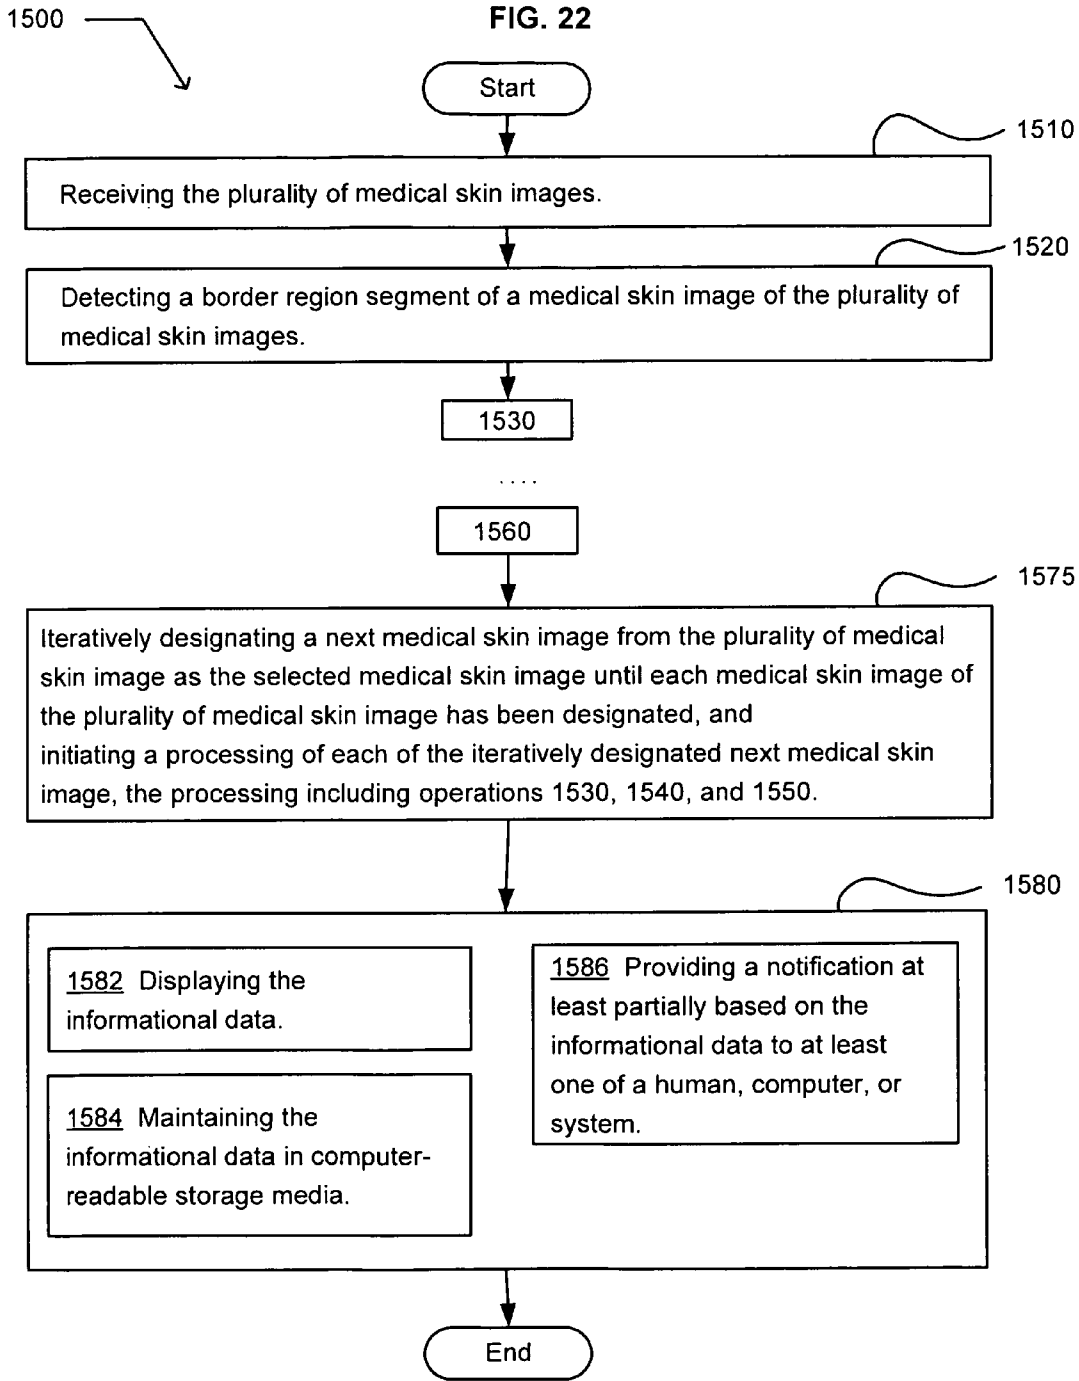 1500
FIG. 22
Start
1510
Receiving the plurality of medical skin images.
1520
Detecting a border region segment of a medical skin image of the plurality of
medical skin images.
1530
....
1560
1575
Iteratively designating a next medical skin image from the plurality of medical
skin image as the selected medical skin image until each medical skin image of
the plurality of medical skin image has been designated, and
initiating a processing of each of the iteratively designated next medical skin
image, the processing including operations 1530, 1540, and 1550.
1580
1582 Displaying the
informational data.
1584 Maintaining the
informational data in computer-
readable storage media.
1586 Providing a notification at
least partially based on the
informational data to at least
one of a human, computer, or
system.
End